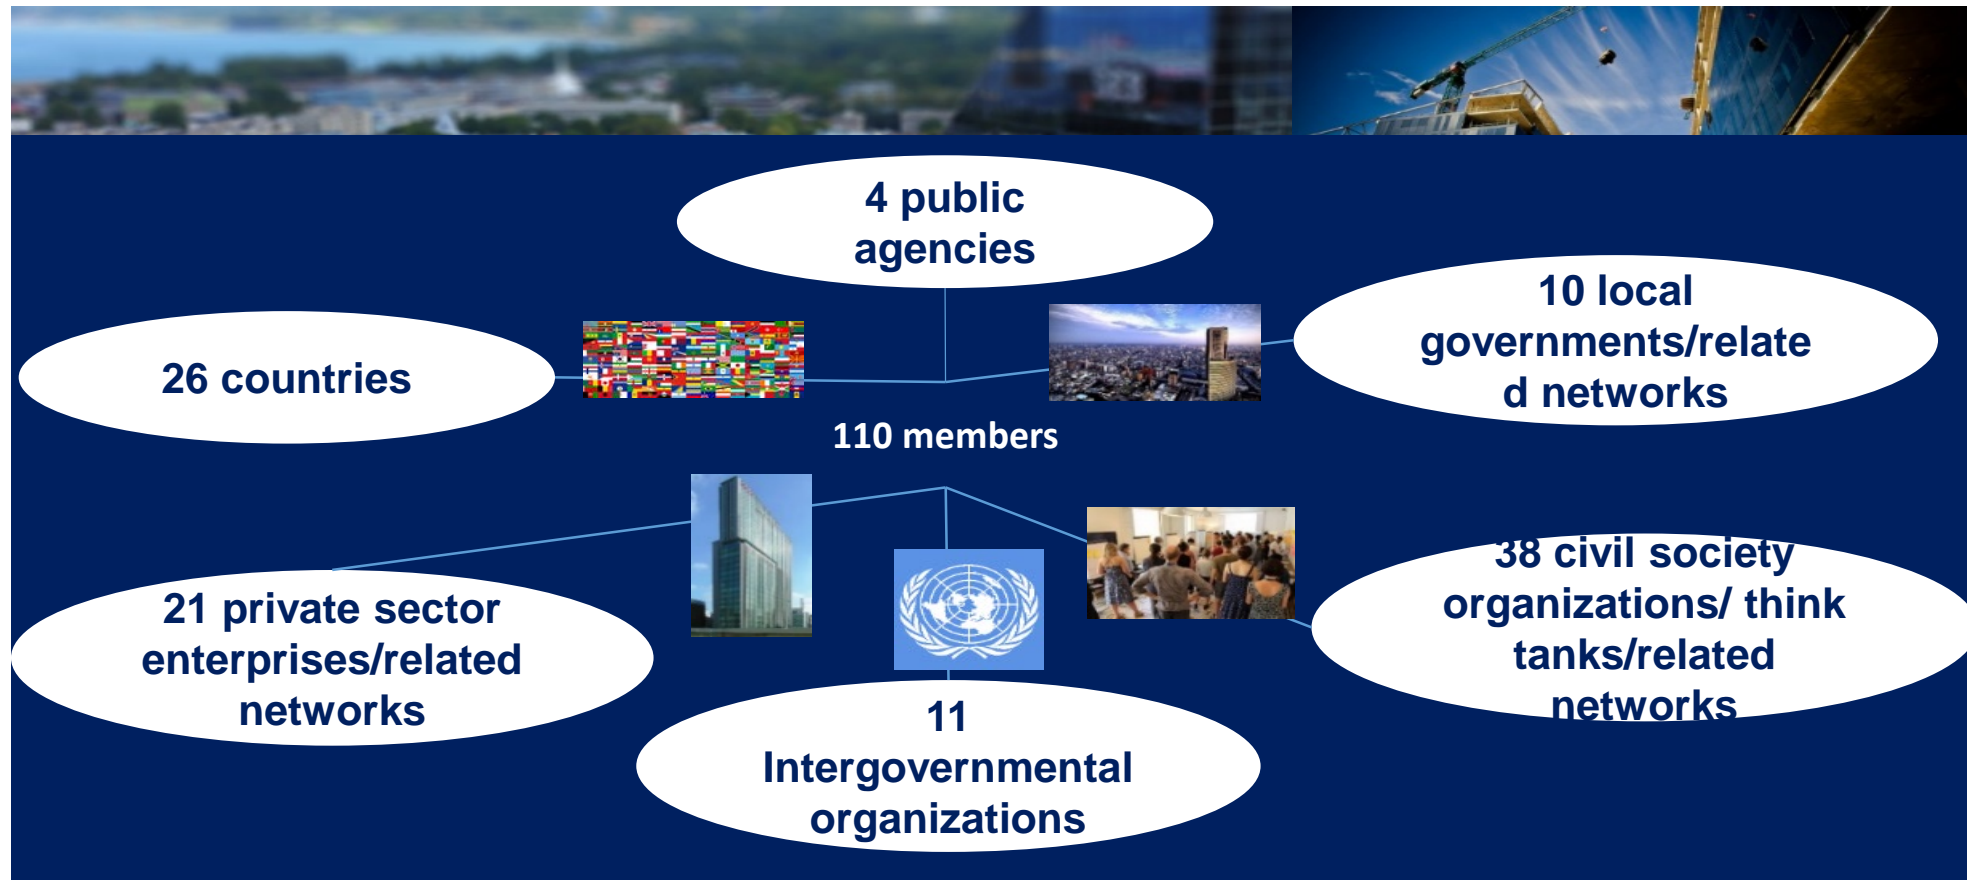 4 public
agencies
10 local
governments/relate
d networks
26 countries
110 members
38 civil society
organizations/ think
tanks/related
networks
21 private sector
enterprises/related
networks
11
Intergovernmental
organizations